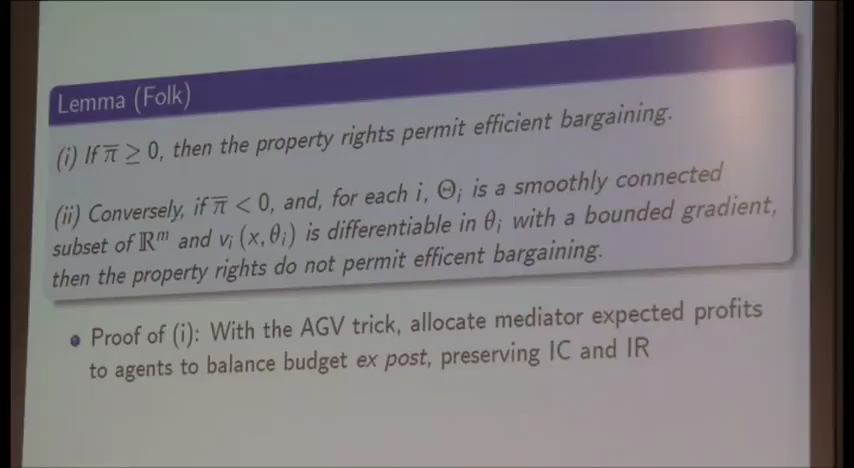 Lemma (Folk)
(i) If π̅ ≥ 0, then the property rights permit efficient bargaining.
(ii) Conversely, if π̅ < 0, and, for each i, Θᵢ is a smoothly connected
subset of ℝᵐ and vᵢ (x, θᵢ) is differentiable in θᵢ with a bounded gradient,
then the property rights do not permit efficent bargaining.
Proof of (i): With the AGV trick, allocate mediator expected profits
to agents to balance budget ex post, preserving IC and IR